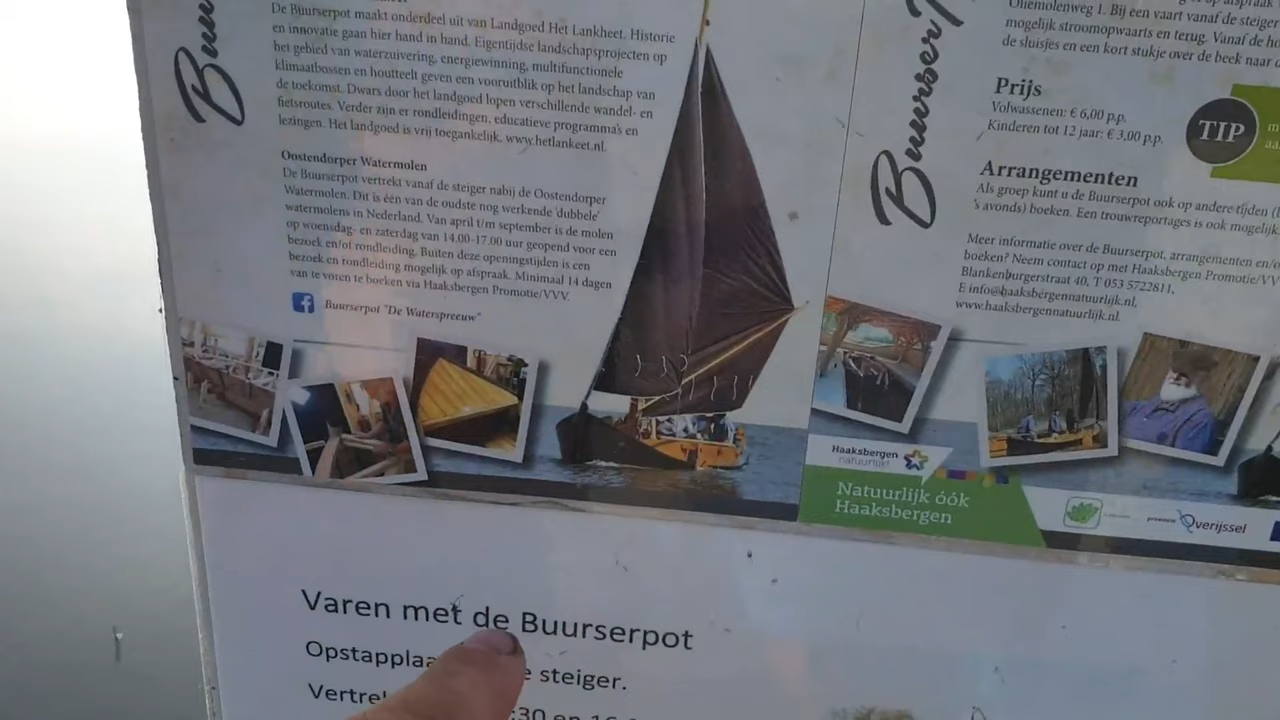 Buu
De Buurserpot maakt onderdeel uit van Landgoed Het Lankheet. Historie
en innovatie gaan hier hand in hand. Eigentijdse landschapsprojecten op
het gebied van waterzuivering, energiewinning, multifunctionele
klimaatbossen en houtteelt geven een vooruitblik op het landschap van
de toekomst. Dwars door het landgoed lopen verschillende wandel- en
fietsroutes. Verder zijn er rondleidingen, educatieve programma's en
lezingen. Het landgoed is vrij toegankelijk. www.hetlankeet.nl.
Oostendorper Watermolen
De Buurserpot vertrekt vanaf de steiger nabij de Oostendorper
Watermolen. Dit is één van de oudste nog werkende 'dubbele'
watermolens in Nederland. Van april t/m september is de molen
op woensdag- en zaterdag van 14.00-17.00 uur geopend voor een
bezoek en/of rondleiding. Buiten deze openingstijden is een
bezoek en rondleiding mogelijk op afspraak. Minimaal 14 dagen
van te voren te boeken via Haaksbergen Promotie/VVV.
Buurserpot "De Waterspreeuw"
Buurser
Oliemolenweg 1. Bij een vaart vanaf de steiger
mogelijk stroomopwaarts en terug. Vanaf de
de sluisjes en een kort stukje over de beek naar
Prijs
Volwassenen: € 6,00 p.p.
Kinderen tot 12 jaar: € 3,00 p.p.
TIP
Arrangementen
Als groep kunt u de Buurserpot ook op andere tijden
's avonds) boeken. Een trouwreportages is ook mogelijk
Meer informatie over de Buurserpot, arrangementen
boeken? Neem contact op met Haaksbergen Promotie/VV
Blankenburgerstraat 40, T 053 5722811,
E info@haaksbergennatuurlijk.nl,
www.haaksbergennatuurlijk.nl.
Haaksbergen
natuurlijk!
Natuurlijk óók
Haaksbergen
provincie Overijssel
Varen met de Buurserpot
Opstapplaa e steiger.
Vertre :30 en 16